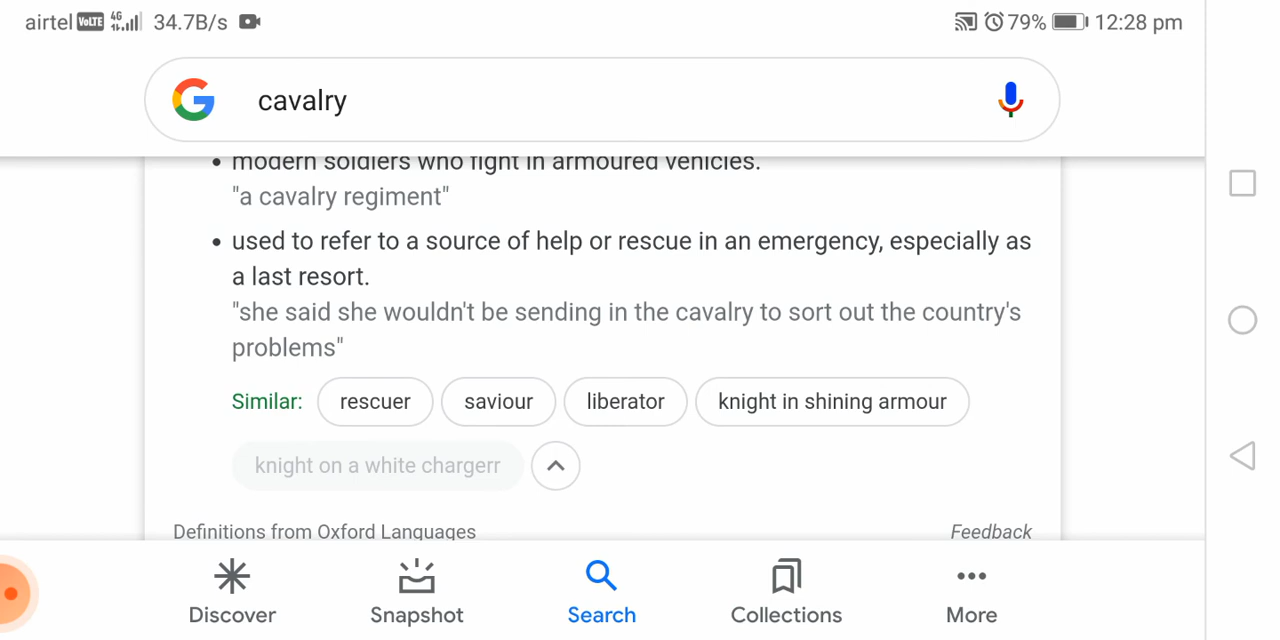 airtel VoLTE 4G 34.7B/s 79% 12:28 pm
cavalry
modern soldiers who fight in armoured vehicles.
"a cavalry regiment"
used to refer to a source of help or rescue in an emergency, especially as
a last resort.
"she said she wouldn't be sending in the cavalry to sort out the country's
problems"
Similar: rescuer saviour liberator knight in shining armour
knight on a white chargerr
Definitions from Oxford Languages Feedback
Discover Snapshot Search Collections More